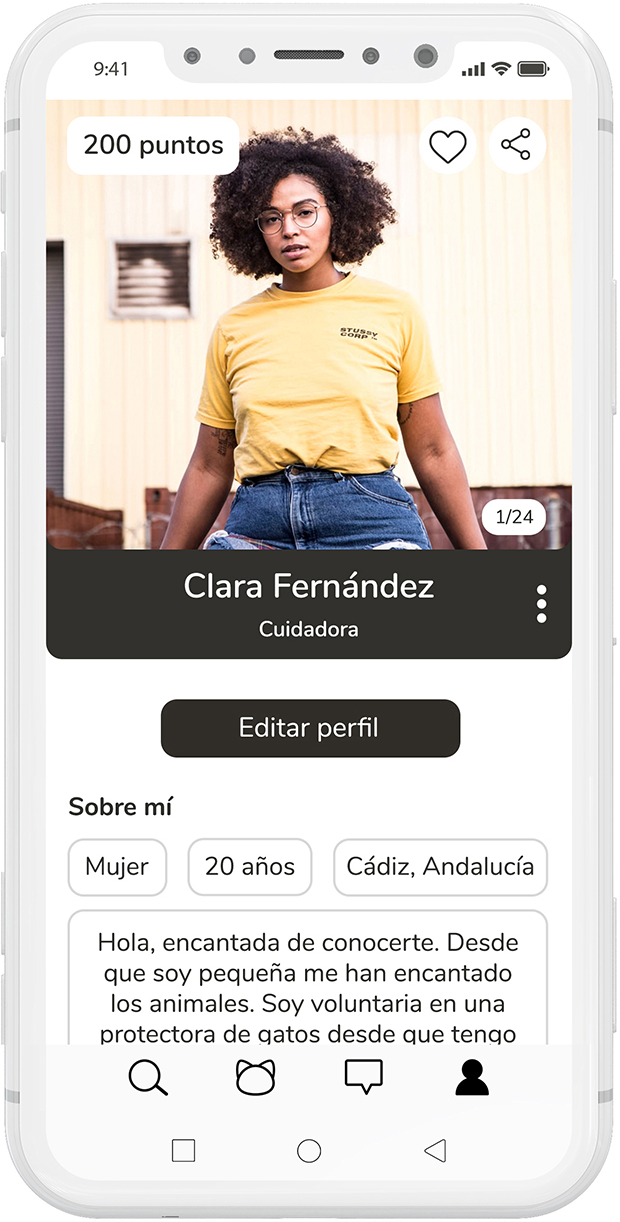 9:41
200 puntos
STUSSY
CORP
1/24
Clara Fernández
Cuidadora
Editar perfil
Sobre mí
Mujer
20 años
Cádiz, Andalucía
Hola, encantada de conocerte. Desde
que soy pequeña me han encantado
los animales. Soy voluntaria en una
protectora de gatos desde que tengo